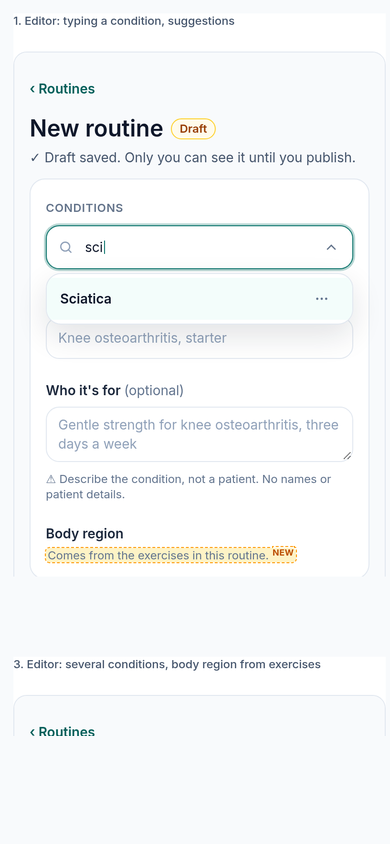 1. Editor: typing a condition, suggestions
‹ Routines
New routine Draft
✓ Draft saved. Only you can see it until you publish.
CONDITIONS
sci
Sciatica ···
Knee osteoarthritis, starter
Who it's for (optional)
Gentle strength for knee osteoarthritis, three
days a week
⚠ Describe the condition, not a patient. No names or
patient details.
Body region
Comes from the exercises in this routine. NEW
3. Editor: several conditions, body region from exercises
‹ Routines